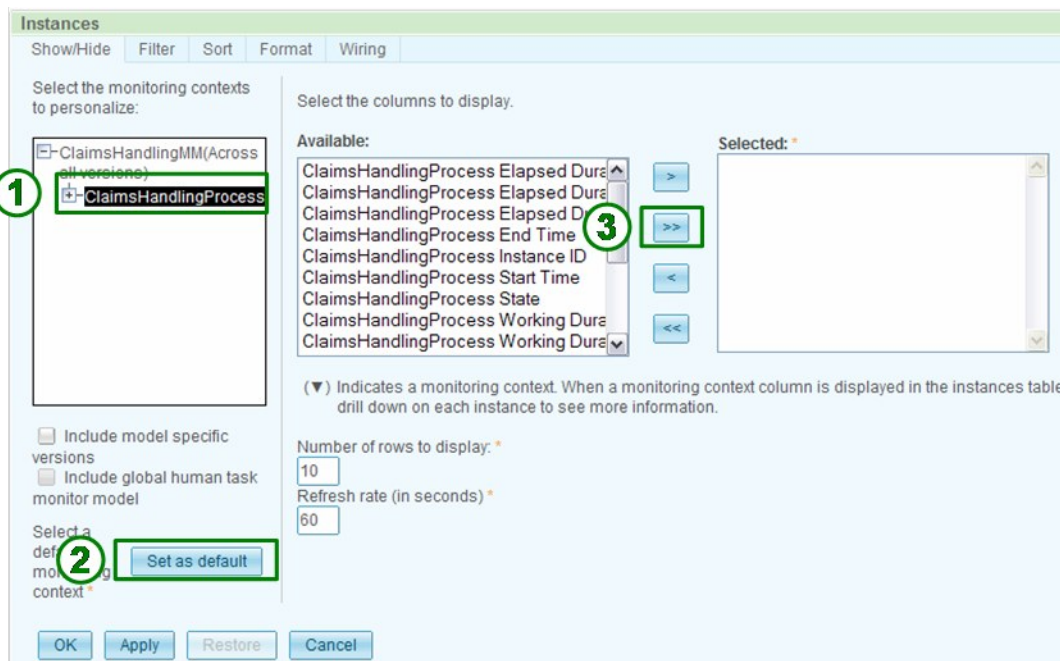 Instances
Show/Hide Filter Sort Format Wiring
Select the monitoring contexts
to personalize:
ClaimsHandlingMM(Across
all versions)
1
ClaimsHandlingProcess
Include model specific
versions
Include global human task
monitor model
Select a
monitoring
context *
2
Set as default
Select the columns to display.
Available:
ClaimsHandlingProcess Elapsed Dura
ClaimsHandlingProcess Elapsed Dura
ClaimsHandlingProcess Elapsed D
ClaimsHandlingProcess End Time
ClaimsHandlingProcess Instance ID
ClaimsHandlingProcess Start Time
ClaimsHandlingProcess State
ClaimsHandlingProcess Working Dura
ClaimsHandlingProcess Working Dura
>
3
>>
<
<<
Selected: *
(▼) Indicates a monitoring context. When a monitoring context column is displayed in the instances table
drill down on each instance to see more information.
Number of rows to display: *
10
Refresh rate (in seconds) *
60
OK Apply Restore Cancel